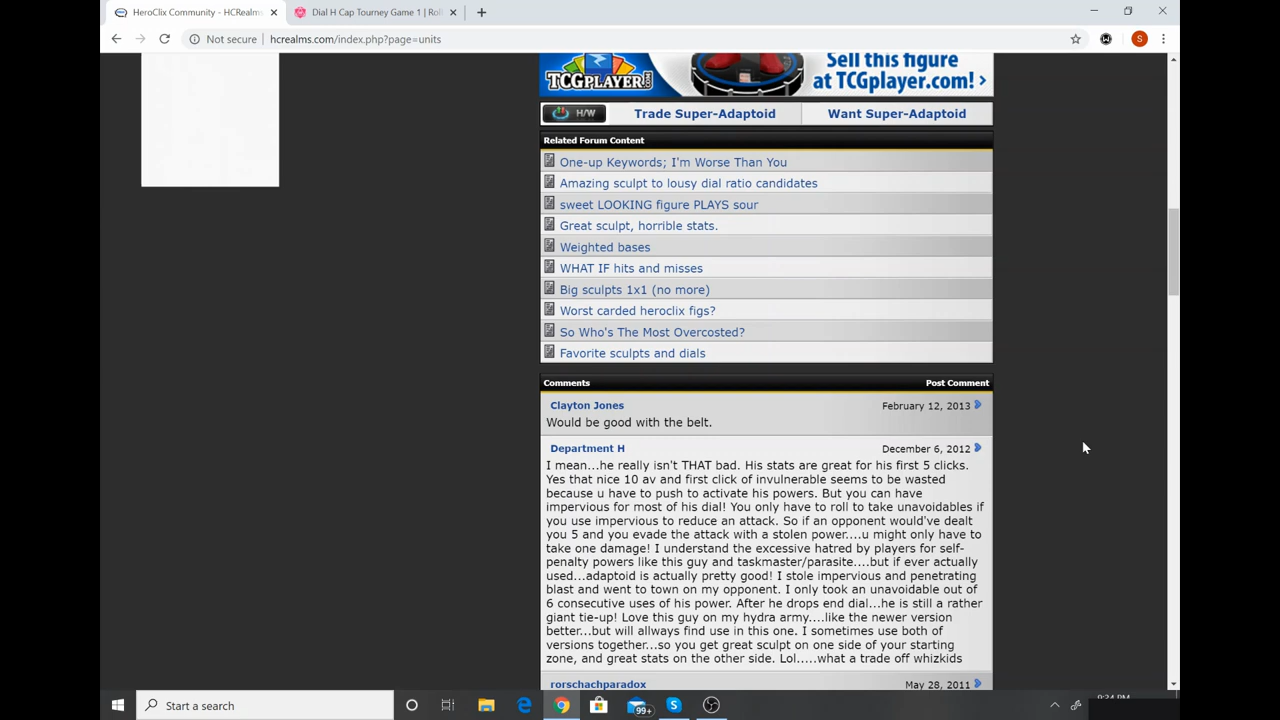 HeroClix Community - HCRealms
Dial H Cap Tourney Game 1 | Roll
Not secure hcrealms.com/index.php?page=units
S
TCGPLAYER.com
Sell this figure
at TCGplayer.com!
H/W
Trade Super-Adaptoid
Want Super-Adaptoid
Related Forum Content
One-up Keywords; I'm Worse Than You
Amazing sculpt to lousy dial ratio candidates
sweet LOOKING figure PLAYS sour
Great sculpt, horrible stats.
Weighted bases
WHAT IF hits and misses
Big sculpts 1x1 (no more)
Worst carded heroclix figs?
So Who's The Most Overcosted?
Favorite sculpts and dials
Comments Post Comment
Clayton Jones February 12, 2013
Would be good with the belt.
Department H December 6, 2012
I mean...he really isn't THAT bad. His stats are great for his first 5 clicks.
Yes that nice 10 av and first click of invulnerable seems to be wasted
because u have to push to activate his powers. But you can have
impervious for most of his dial! You only have to roll to take unavoidables if
you use impervious to reduce an attack. So if an opponent would've dealt
you 5 and you evade the attack with a stolen power....u might only have to
take one damage! I understand the excessive hatred by players for self-
penalty powers like this guy and taskmaster/parasite....but if ever actually
used...adaptoid is actually pretty good! I stole impervious and penetrating
blast and went to town on my opponent. I only took an unavoidable out of
6 consecutive uses of his power. After he drops end dial...he is still a rather
giant tie-up! Love this guy on my hydra army....like the newer version
better...but will allways find use in this one. I sometimes use both of
versions together...so you get great sculpt on one side of your starting
zone, and great stats on the other side. Lol.....what a trade off whizkids
rorschachparadox May 28, 2011
Start a search
99+
S
9:34 PM